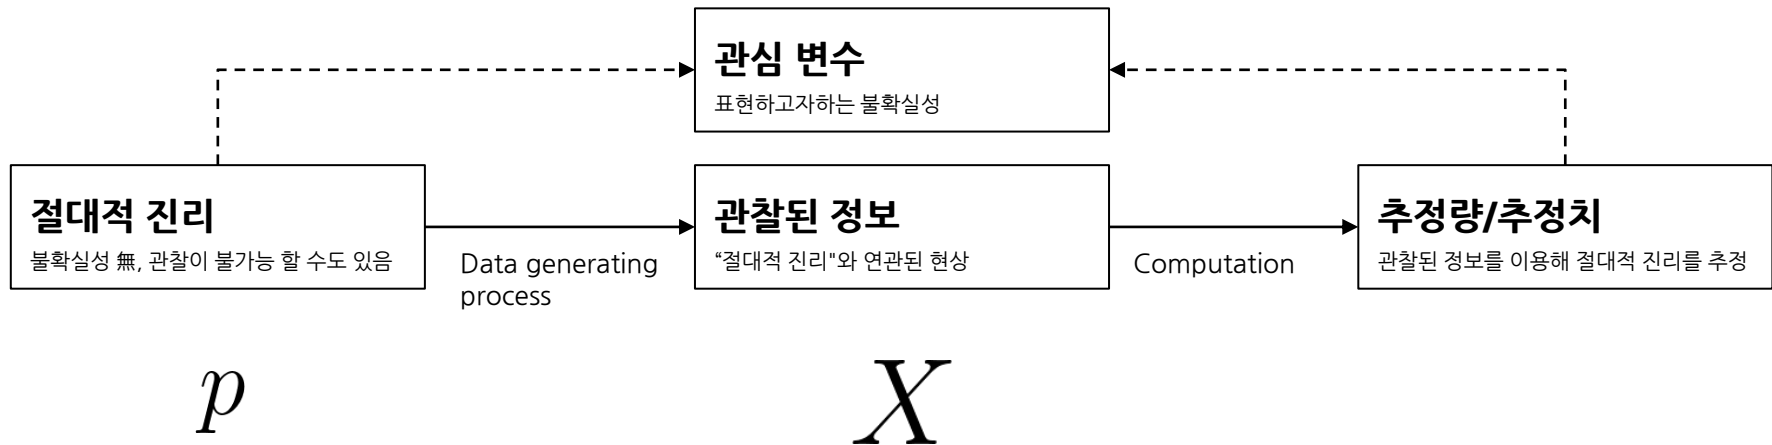 관심 변수
표현하고자하는 불확실성
절대적 진리
불확실성 無, 관찰이 불가능 할 수도 있음
Data generating
process
관찰된 정보
“절대적 진리"와 연관된 현상
Computation
추정량/추정치
관찰된 정보를 이용해 절대적 진리를 추정
p
X